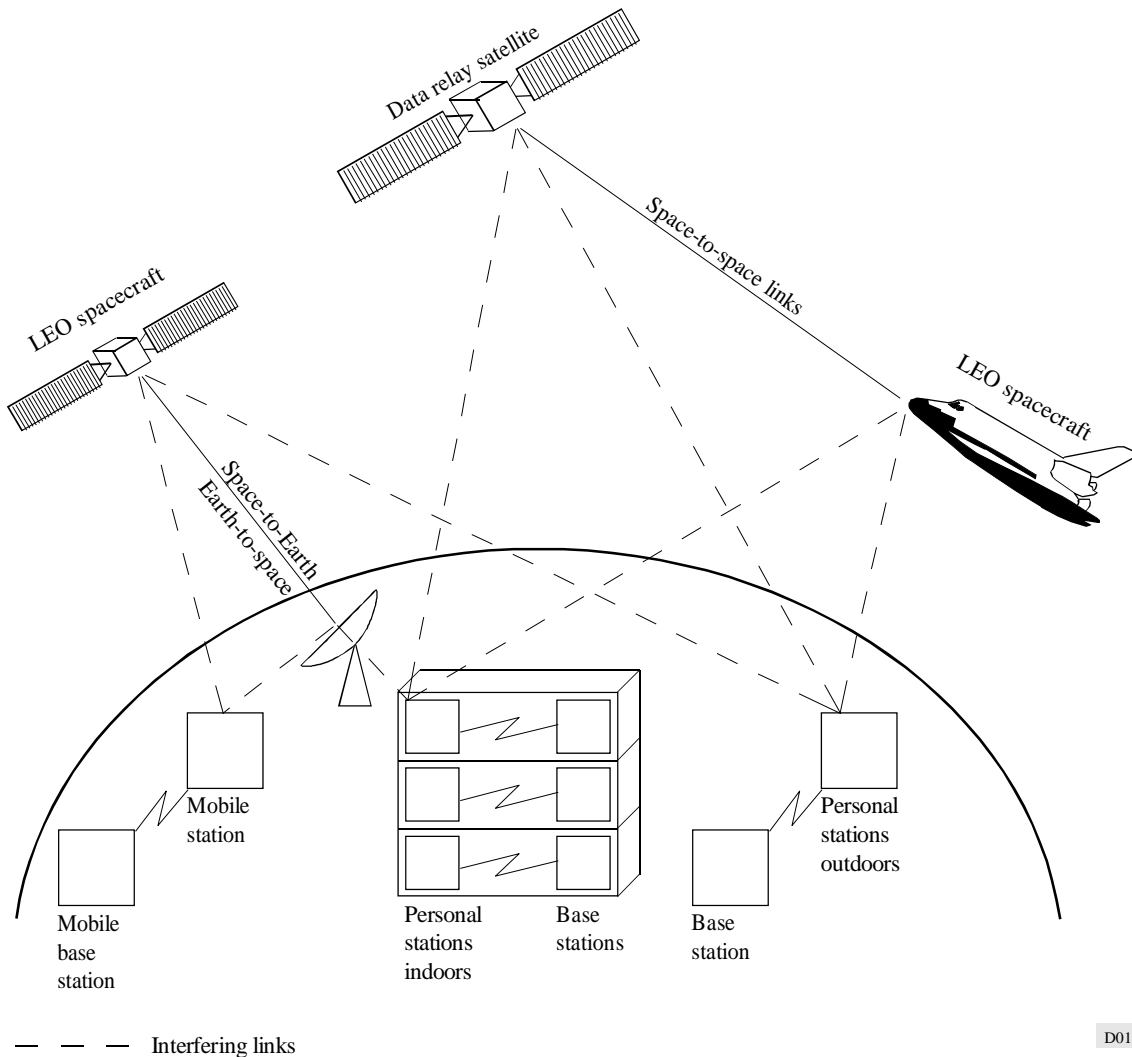 Data relay satellite
LEO spacecraft
Space-to-space links
LEO spacecraft
Space-to-Earth
Earth-to-space
Mobile
station
Personal
stations
outdoors
Mobile
base
station
Personal
stations
indoors
Base
stations
Base
station
Interfering links
D01